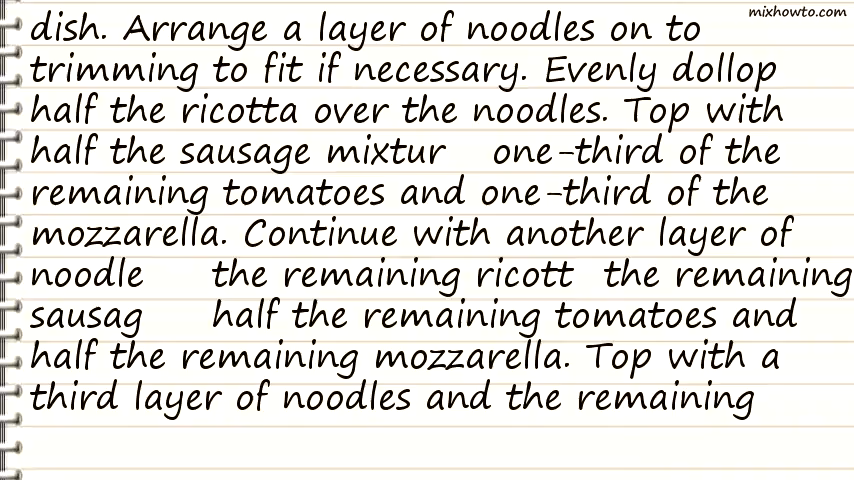 mixhowto.com
dish. Arrange a layer of noodles on to
trimming to fit if necessary. Evenly dollop
half the ricotta over the noodles. Top with
half the sausage mixtur one-third of the
remaining tomatoes and one-third of the
mozzarella. Continue with another layer of
noodle the remaining ricott the remaining
sausag half the remaining tomatoes and
half the remaining mozzarella. Top with a
third layer of noodles and the remaining